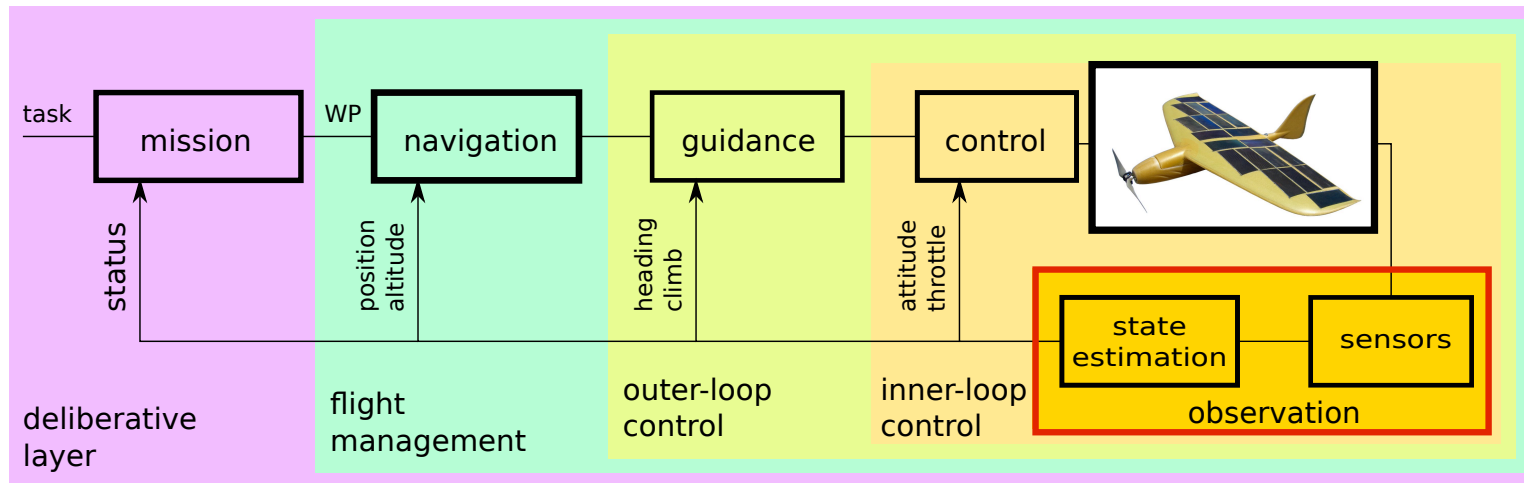 task
mission
WP
navigation
guidance
control
status
position
altitude
heading
climb
attitude
throttle
state
estimation
sensors
observation
deliberative
layer
flight
management
outer-loop
control
inner-loop
control